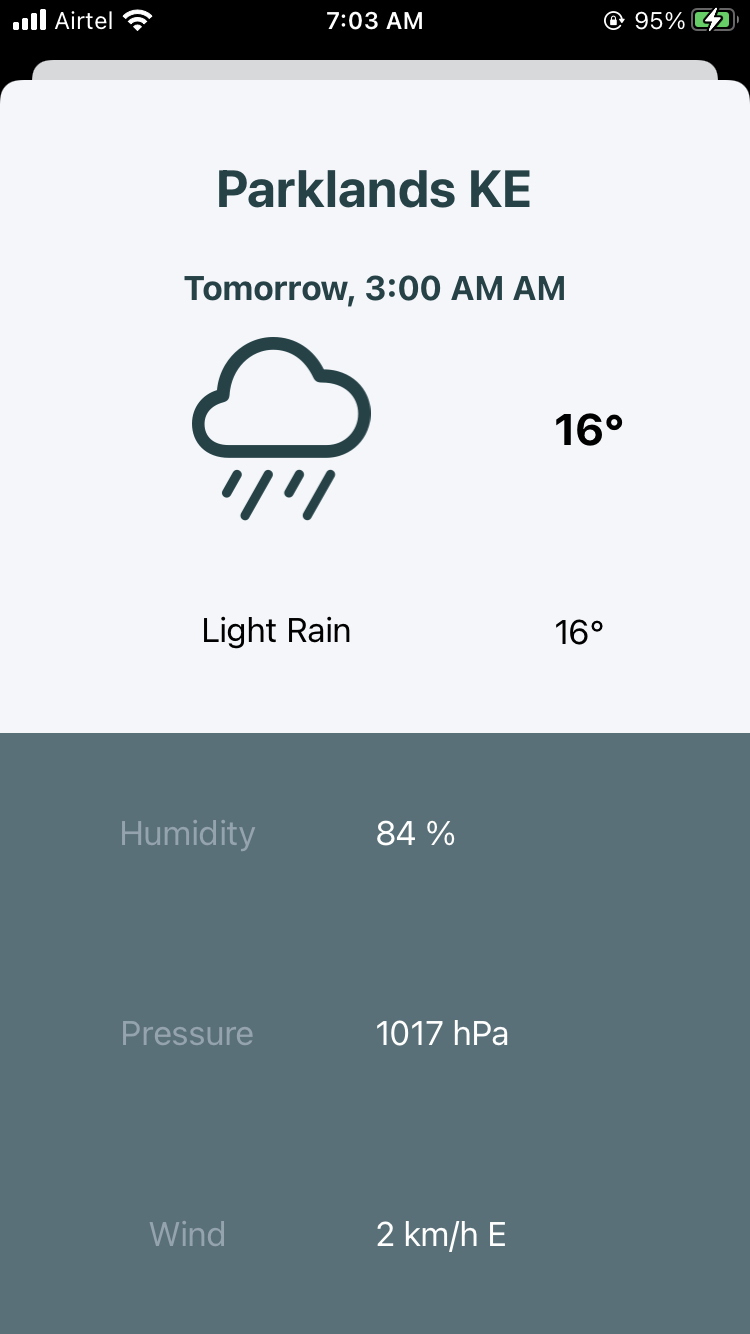 Airtel 7:03 AM 95%
Parklands KE
Tomorrow, 3:00 AM AM
16°
Light Rain 16°
Humidity 84 %
Pressure 1017 hPa
Wind 2 km/h E